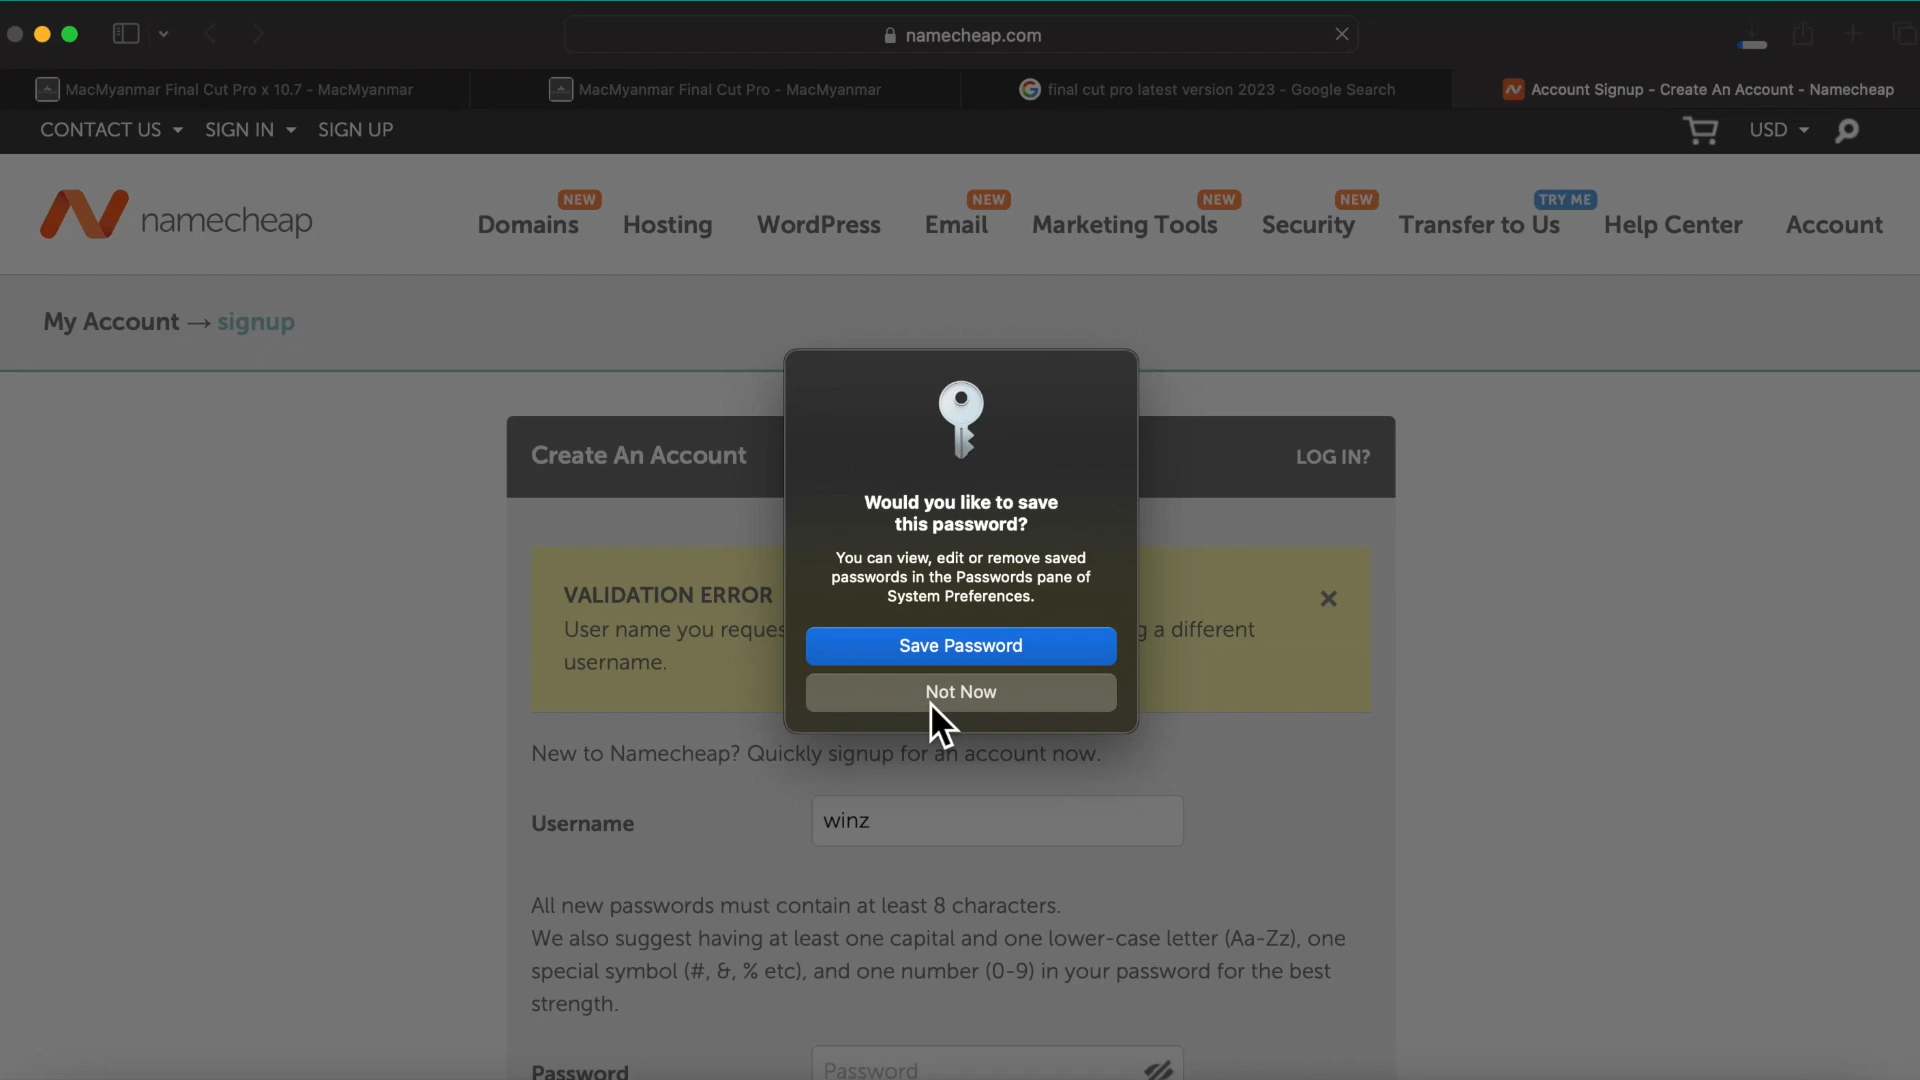 namecheap.com
MacMyanmar Final Cut Pro x 10.7 - MacMyanmar
MacMyanmar Final Cut Pro - MacMyanmar
final cut pro latest version 2023 - Google Search
Account Signup - Create An Account - Namecheap
CONTACT US SIGN IN SIGN UP
USD
namecheap
NEW NEW NEW NEW TRY ME
Domains Hosting WordPress Email Marketing Tools Security Transfer to Us Help Center Account
My Account → signup
Create An Account
LOG IN?
Would you like to save
this password?
You can view, edit or remove saved
passwords in the Passwords pane of
System Preferences.
Save Password
Not Now
VALIDATION ERROR
User name you a different
username.
New to Namecheap? Quickly signup for an account now.
Username
winz
All new passwords must contain at least 8 characters.
We also suggest having at least one capital and one lower-case letter (Aa-Zz), one
special symbol (#, &, % etc), and one number (0-9) in your password for the best
strength.
Password
Password